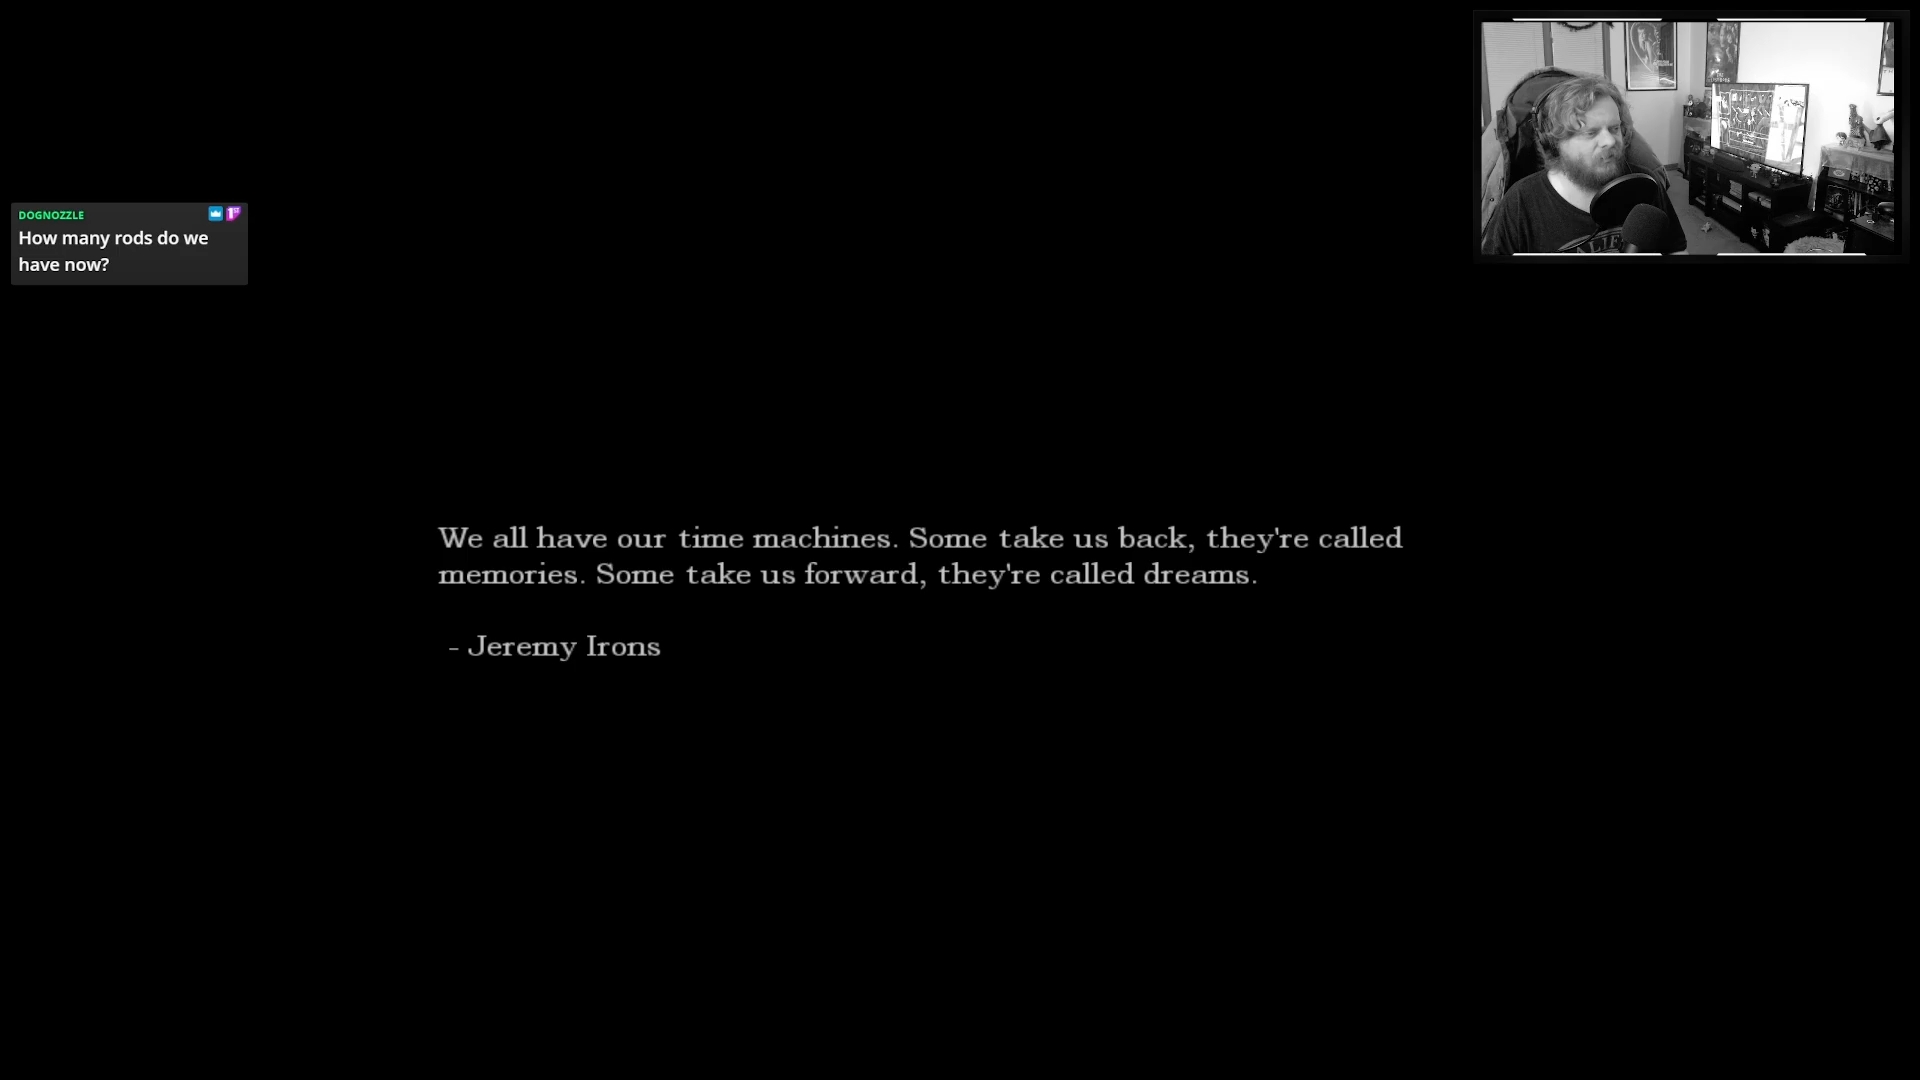 DOGNOZZLE
How many rods do we
have now?
We all have our time machines. Some take us back, they're called
memories. Some take us forward, they're called dreams.
- Jeremy Irons